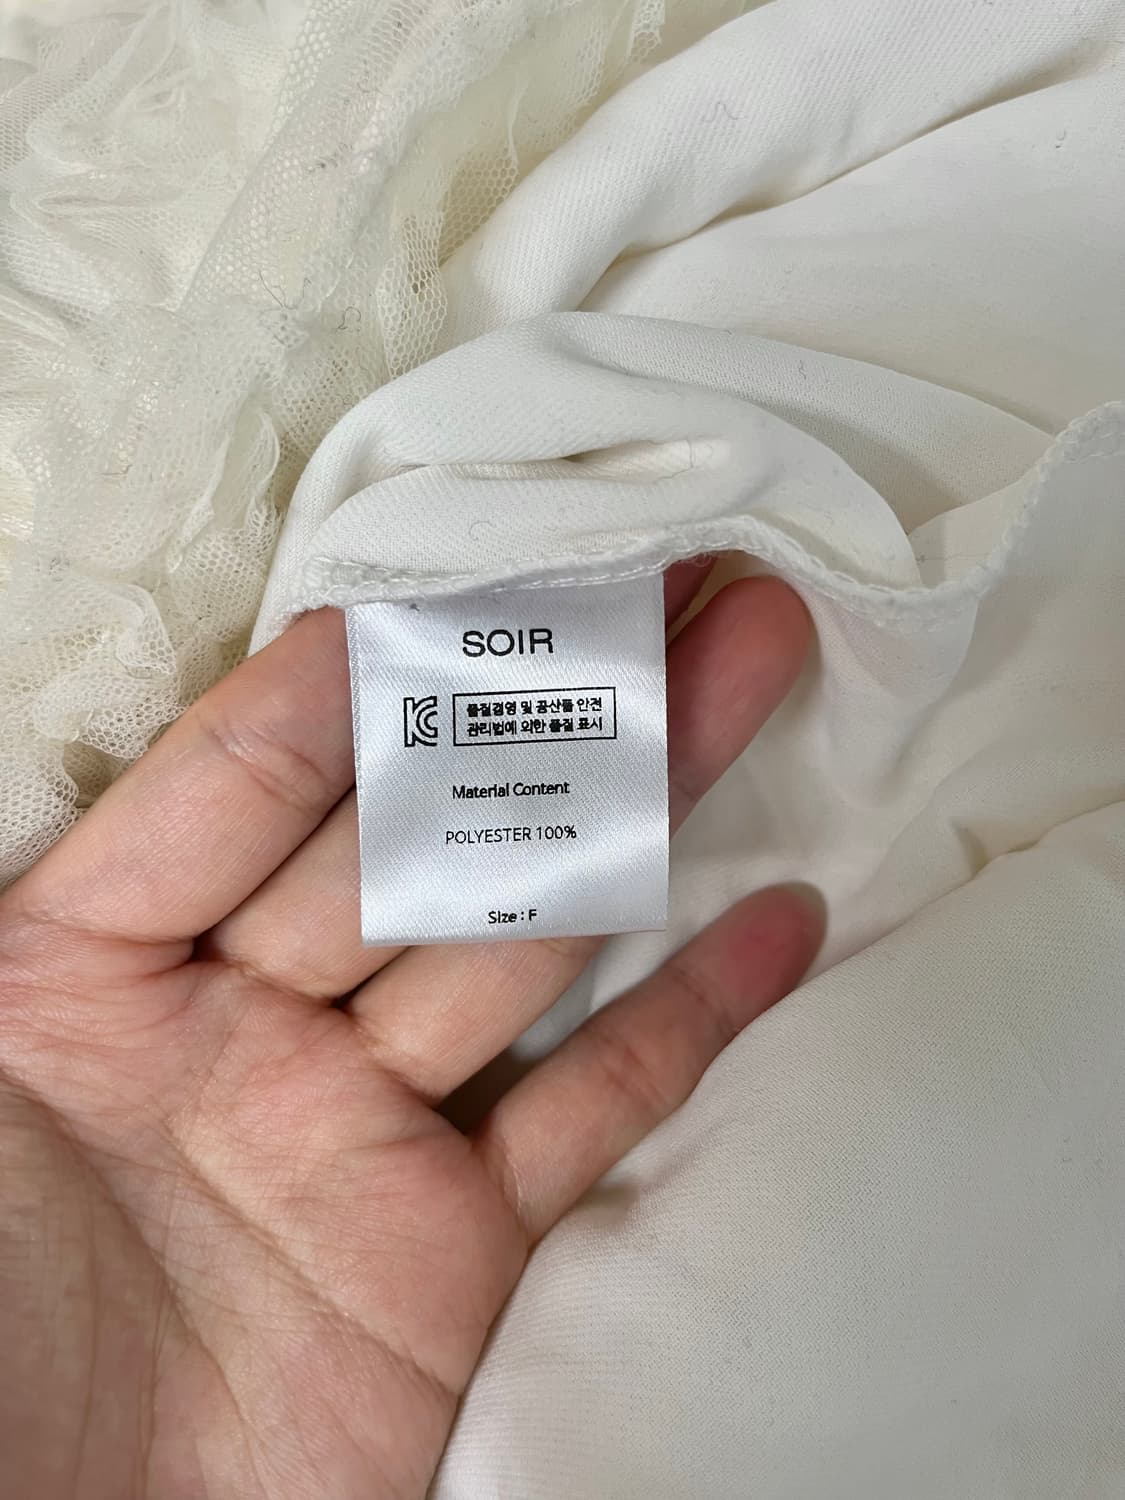 SOIR
KC
품질경영 및 공산품 안전
관리법에 의한 품질 표시
Material Content
POLYESTER 100%
Size : F